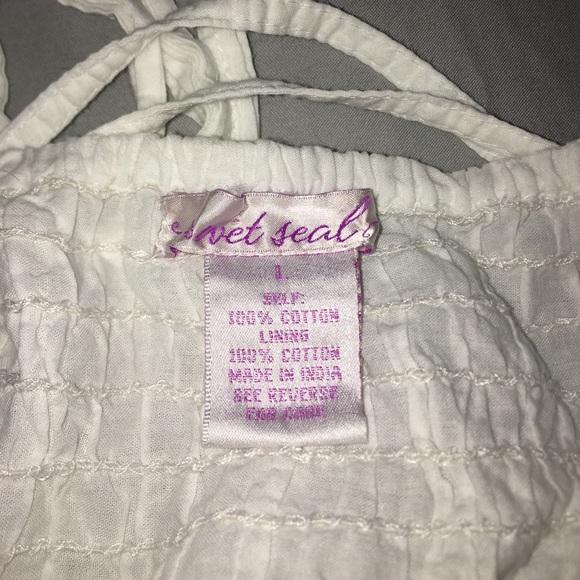 wet seal
L
SELF:
100% COTTON
LINING
100% COTTON
MADE IN INDIA
SEE REVERSE
FOR CARE